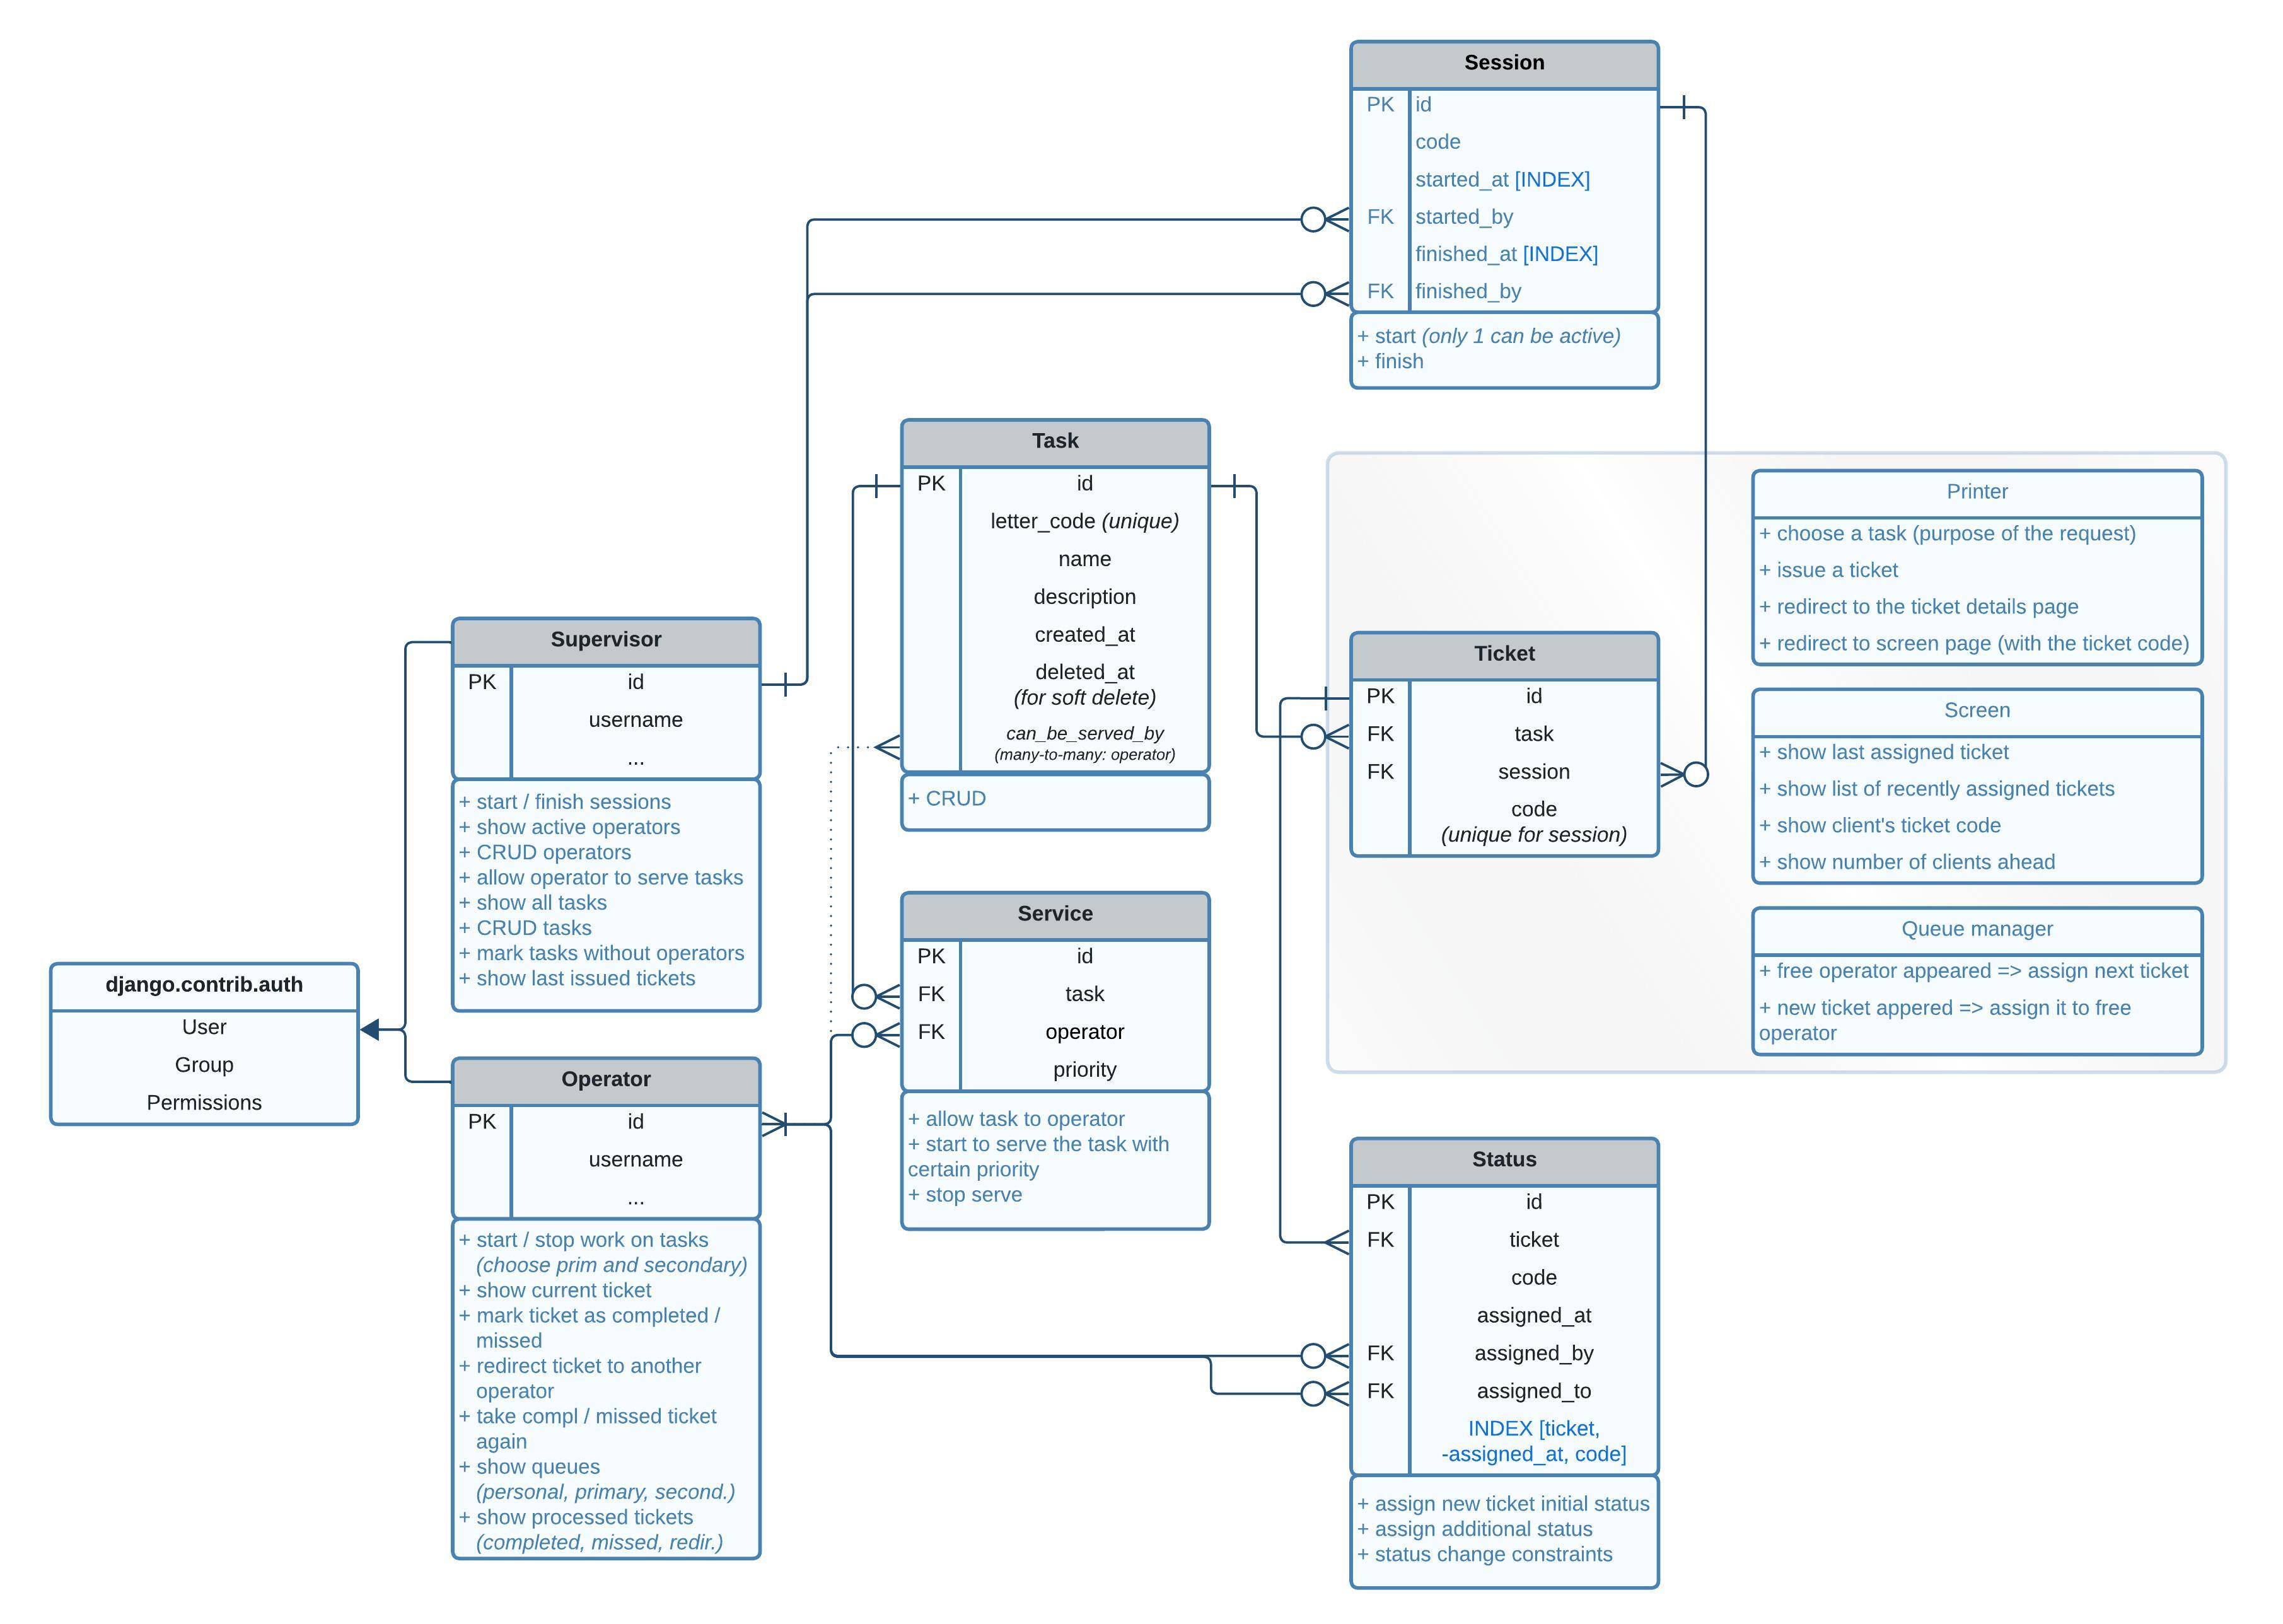 Session
PK id
code
started_at [INDEX]
FK started_by
finished_at [INDEX]
FK finished_by
+ start (only 1 can be active)
+ finish
Task
PK id
letter_code (unique)
name
description
created_at
deleted_at
(for soft delete)
can_be_served_by
(many-to-many: operator)
+ CRUD
Printer
+ choose a task (purpose of the request)
+ issue a ticket
+ redirect to the ticket details page
+ redirect to screen page (with the ticket code)
Supervisor
PK id
username
...
+ start / finish sessions
+ show active operators
+ CRUD operators
+ allow operator to serve tasks
+ show all tasks
+ CRUD tasks
+ mark tasks without operators
+ show last issued tickets
Ticket
PK id
FK task
FK session
code
(unique for session)
Screen
+ show last assigned ticket
+ show list of recently assigned tickets
+ show client's ticket code
+ show number of clients ahead
Service
PK id
FK task
FK operator
priority
+ allow task to operator
+ start to serve the task with
certain priority
+ stop serve
Queue manager
+ free operator appeared => assign next ticket
+ new ticket appered => assign it to free
operator
django.contrib.auth
User
Group
Permissions
Operator
PK id
username
...
+ start / stop work on tasks
(choose prim and secondary)
+ show current ticket
+ mark ticket as completed /
missed
+ redirect ticket to another
operator
+ take compl / missed ticket
again
+ show queues
(personal, primary, second.)
+ show processed tickets
(completed, missed, redir.)
Status
PK id
FK ticket
code
assigned_at
FK assigned_by
FK assigned_to
INDEX [ticket,
-assigned_at, code]
+ assign new ticket initial status
+ assign additional status
+ status change constraints